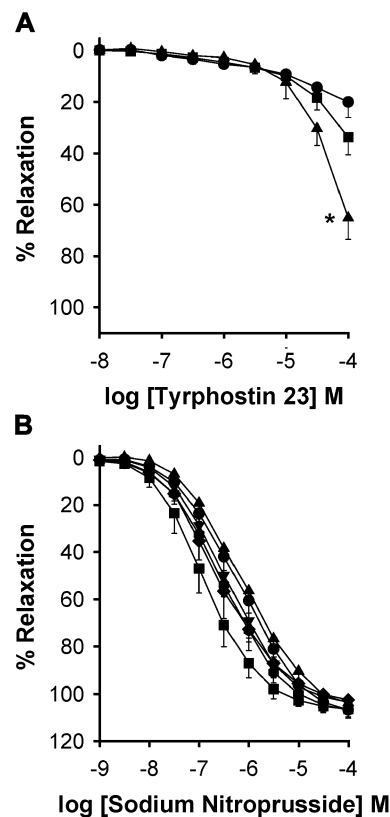 A
0
20
40
60
80
100
% Relaxation
*
-8 -7 -6 -5 -4
log [Tyrphostin 23] M
B
0
20
40
60
80
100
120
% Relaxation
-9 -8 -7 -6 -5 -4
log [Sodium Nitroprusside] M